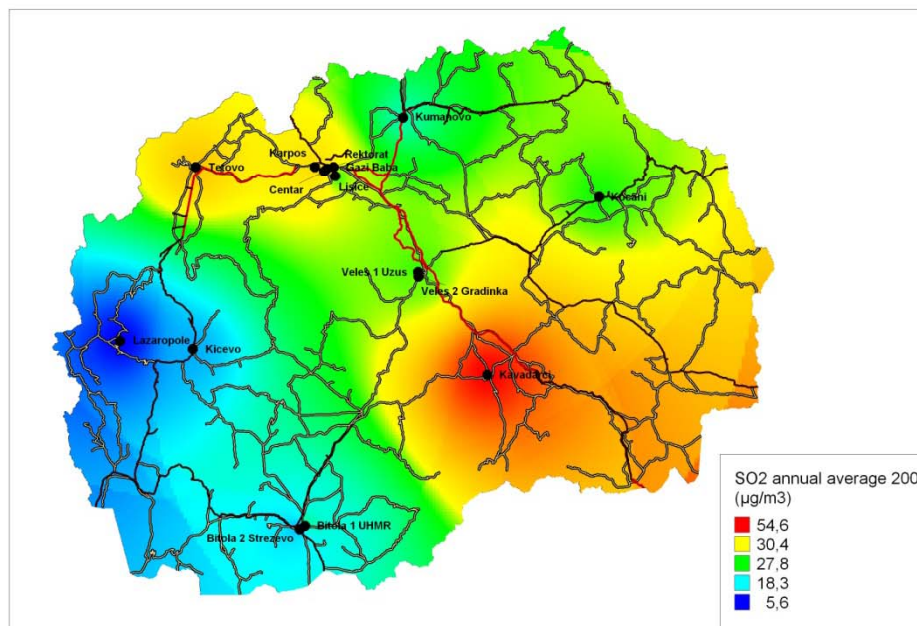 Kumanovo
Karpos
Rektorat
Tetovo
Gazi Baba
Centar
Lisice
Kocani
Veles 1 Uzus
Veles 2 Gradinka
Lazaropole
Kicevo
Kavadarci
Bitola 1 UHMR
Bitola 2 Strezevo
SO2 annual average 200
(µg/m3)
54,6
30,4
27,8
18,3
5,6